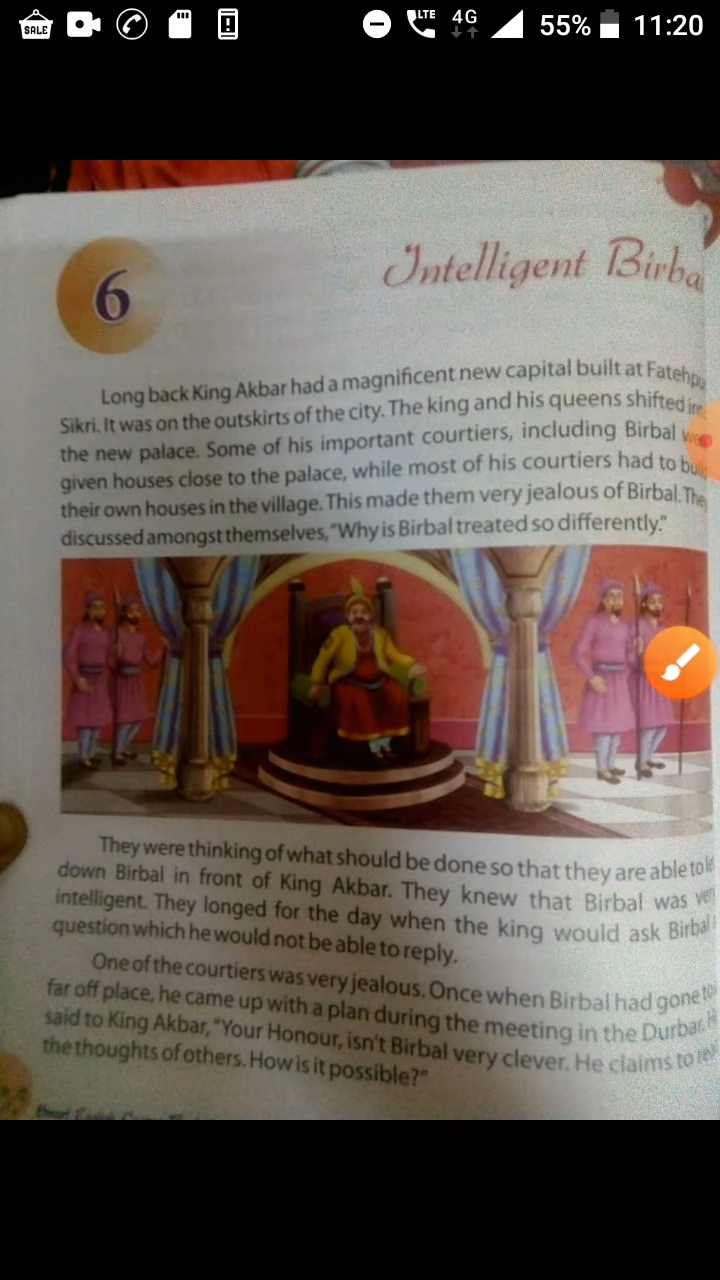 SALE
LTE
4G
55%
11:20
6
Intelligent Birba
Long back King Akbar had a magnificent new capital built at Fatehpu
Sikri. It was on the outskirts of the city. The king and his queens shifted
the new palace. Some of his important courtiers, including Birbal
given houses close to the palace, while most of his courtiers had to
their own houses in the village. This made them very jealous of Birbal. The
discussed amongst themselves, "Why is Birbal treated so differently."
They were thinking of what should be done so that they are able to
down Birbal in front of King Akbar. They knew that Birbal was
intelligent. They longed for the day when the king would ask Birbal
question which he would not be able to reply.
One of the courtiers was very jealous. Once when Birbal had gone to
far off place, he came up with a plan during the meeting in the Durbar.
said to King Akbar, "Your Honour, isn't Birbal very clever. He claims to
the thoughts of others. How is it possible?"